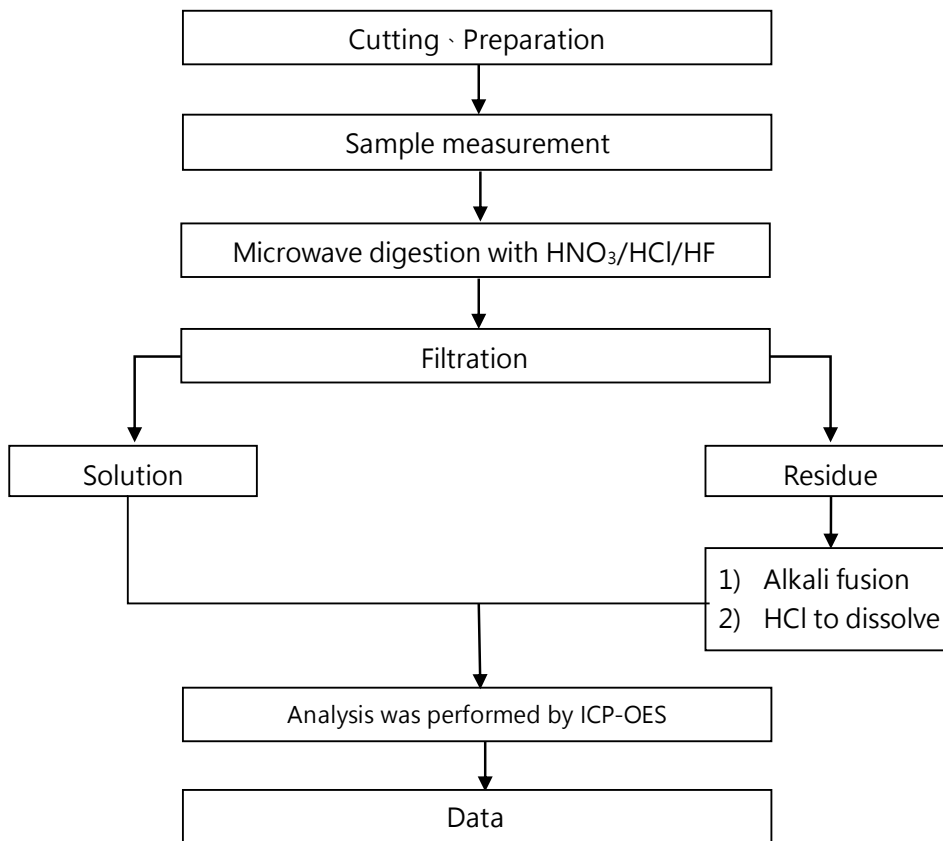 Cutting、Preparation
Sample measurement
Microwave digestion with HNO₃/HCl/HF
Filtration
Solution
Residue
1) Alkali fusion
2) HCl to dissolve
Analysis was performed by ICP-OES
Data